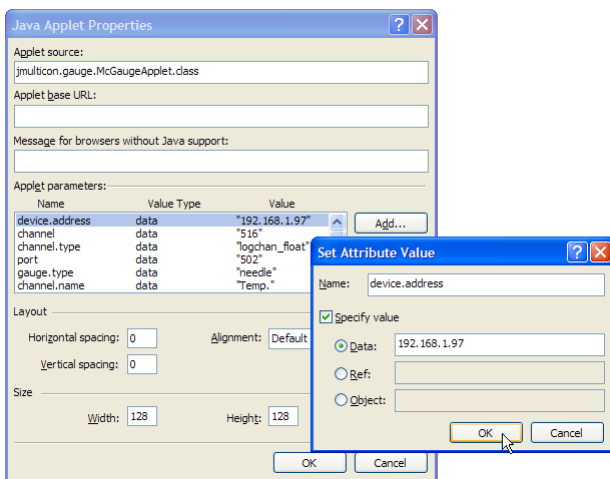 Java Applet Properties
Applet source:
jmulticon.gauge.McGaugeApplet.class
Applet base URL:
Message for browsers without Java support:
Applet parameters:
Name Value Type Value
device.address data "192.168.1.97"
channel data "516"
channel.type data "logchan_float"
port data "502"
gauge.type data "needle"
channel.name data "Temp."
Add...
Layout
Horizontal spacing: 0 Alignment: Default
Vertical spacing: 0
Size
Width: 128 Height: 128
OK Cancel
Set Attribute Value
Name: device.address
Specify value
Data: 192.168.1.97
Ref:
Object:
OK Cancel